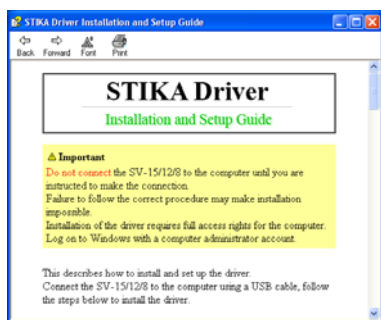 STIKA Driver Installation and Setup Guide
Back Forward Font Print
STIKA Driver
Installation and Setup Guide
Important
Do not connect the SV-15/12/8 to the computer until you are
instructed to make the connection.
Failure to follow the correct procedure may make installation
impossible.
Installation of the driver requires full access rights for the computer.
Log on to Windows with a computer administrator account.
This describes how to install and set up the driver.
Connect the SV-15/12/8 to the computer using a USB cable, follow
the steps below to install the driver.